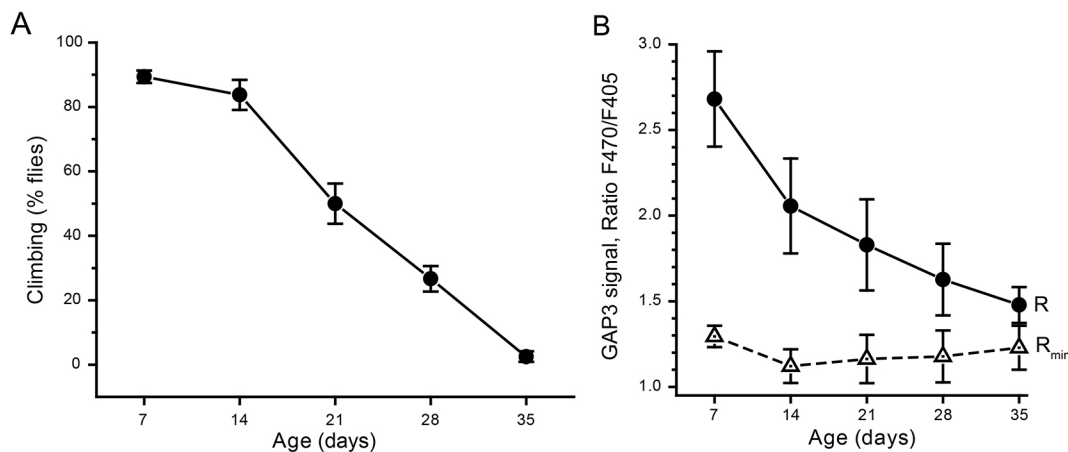 A
Climbing (% flies)
100
80
60
40
20
0
7 14 21 28 35
Age (days)
B
GAP3 signal, Ratio F470/F405
3.0
2.5
2.0
1.5
1.0
R
Rmin
7 14 21 28 35
Age (days)